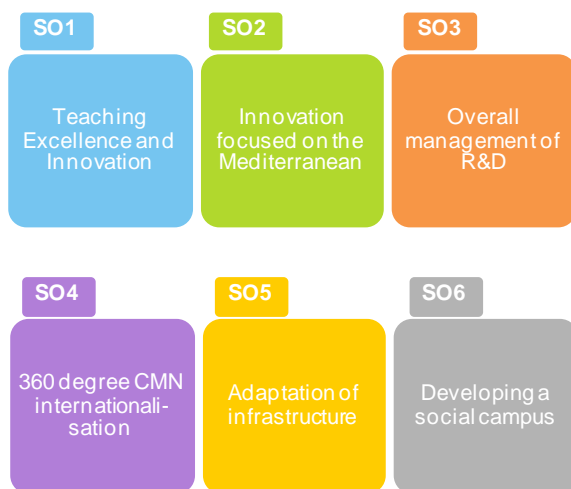 SO1
SO2
SO3
Teaching
Excellence and
Innovation
Innovation
focused on the
Mediterranean
Overall
management of
R&D
SO4
SO5
SO6
360 degree CMN
internationali-
sation
Adaptation of
infrastructure
Developing a
social campus